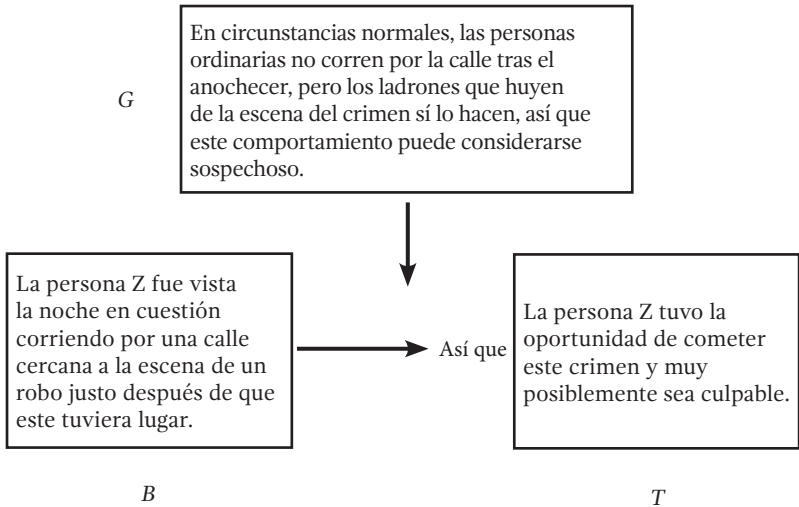 En circunstancias normales, las personas
ordinarias no corren por la calle tras el
anochecer, pero los ladrones que huyen
de la escena del crimen sí lo hacen, así que
este comportamiento puede considerarse
sospechoso.
G
La persona Z fue vista
la noche en cuestión
corriendo por una calle
cercana a la escena de un
robo justo después de que
este tuviera lugar.
Así que
La persona Z tuvo la
oportunidad de cometer
este crimen y muy
posiblemente sea culpable.
B
T